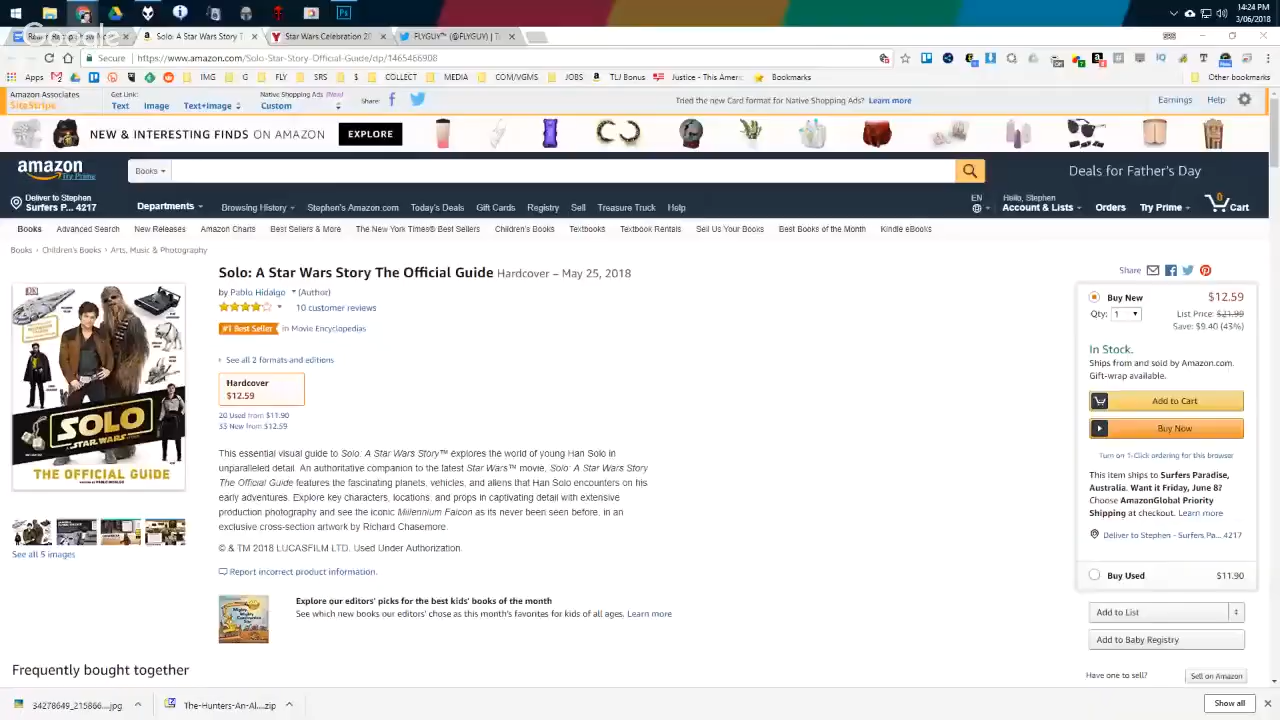 14:24 PM
3/06/2018
Solo: A Star Wars Story T
Star Wars Celebration 20
FLYGUY™ (@FLYGUY) | T
Secure
https://www.amazon.com/Solo-Star-Story-Official-Guide/dp/1465466908
Apps
IMG
G
FLY
SRS
S
COLLECT
MEDIA
COM/VGMS
JOBS
TLJ Bonus
Justice - This Ameri
Bookmarks
Other bookmarks
Amazon Associates
SiteStripe
Get Link:
Text
Image
Text+Image
Native Shopping Ads
Custom
Share:
Tried the new Card format for Native Shopping Ads? Learn more
Earnings
Help
NEW & INTERESTING FINDS ON AMAZON
EXPLORE
amazon
Try Prime
Books
Deals for Father's Day
Deliver to Stephen
Surfers P... 4217
Departments
Browsing History
Stephen's Amazon.com
Today's Deals
Gift Cards
Registry
Sell
Treasure Truck
Help
EN
Hello, Stephen
Account & Lists
Orders
Try Prime
0
Cart
Books
Advanced Search
New Releases
Amazon Charts
Best Sellers & More
The New York Times® Best Sellers
Children's Books
Textbooks
Textbook Rentals
Sell Us Your Books
Best Books of the Month
Kindle eBooks
Books › Children's Books › Arts, Music & Photography
Solo: A Star Wars Story The Official Guide Hardcover – May 25, 2018
by Pablo Hidalgo (Author)
10 customer reviews
#1 Best Seller in Movie Encyclopedias
See all 2 formats and editions
Hardcover
$12.59
20 Used from $11.90
33 New from $12.59
This essential visual guide to Solo: A Star Wars Story™ explores the world of young Han Solo in
unparalleled detail. An authoritative companion to the latest Star Wars™ movie, Solo: A Star Wars Story
The Official Guide features the fascinating planets, vehicles, and aliens that Han Solo encounters on his
early adventures. Explore key characters, locations, and props in captivating detail with extensive
production photography and see the iconic Millennium Falcon as its never been seen before, in an
exclusive cross-section artwork by Richard Chasemore.
© & TM 2018 LUCASFILM LTD. Used Under Authorization.
Report incorrect product information.
Explore our editors' picks for the best kids' books of the month
See which new books our editors' chose as this month's favorites for kids of all ages. Learn more
DK
SOLO
A STAR WARS STORY
THE OFFICIAL GUIDE
See all 5 images
Frequently bought together
Share
Buy New
$12.59
Qty: 1
List Price: $21.99
Save: $9.40 (43%)
In Stock.
Ships from and sold by Amazon.com.
Gift-wrap available.
Add to Cart
Buy Now
Turn on 1-Click ordering for this browser
This item ships to Surfers Paradise,
Australia. Want it Friday, June 8?
Choose AmazonGlobal Priority
Shipping at checkout. Learn more
Deliver to Stephen - Surfers Pa... 4217
Buy Used
$11.90
Add to List
Add to Baby Registry
Have one to sell?
Sell on Amazon
34278649_215866....jpg
The-Hunters-An-Al....zip
Show all